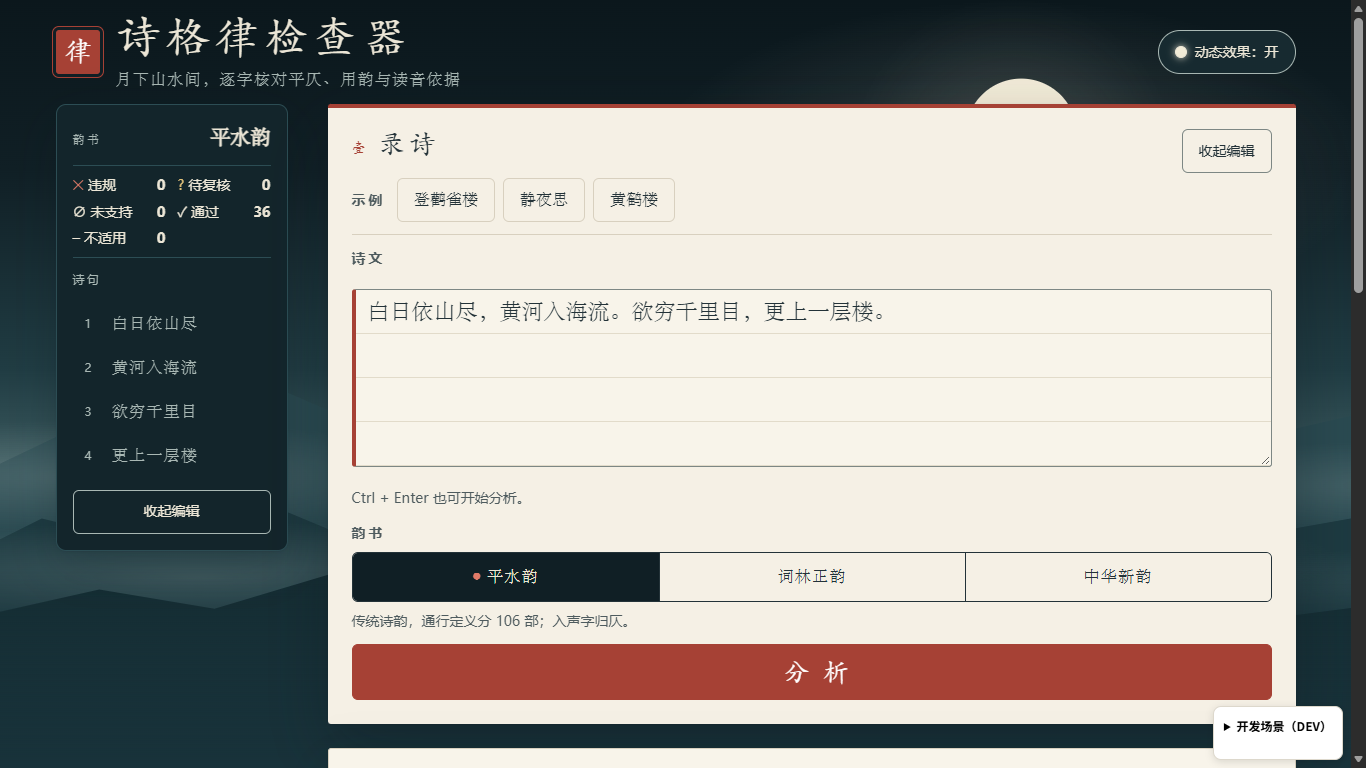 律
诗格律检查器
月下山水间，逐字核对平仄、用韵与读音依据
动态效果：开
韵书 平水韵
╳ 违规 0 ? 待复核 0
∅ 未支持 0 ✓ 通过 36
– 不适用 0
诗句
1 白日依山尽
2 黄河入海流
3 欲穷千里目
4 更上一层楼
收起编辑
壹 录诗
收起编辑
示例 登鹳雀楼 静夜思 黄鹤楼
诗文
白日依山尽，黄河入海流。欲穷千里目，更上一层楼。
Ctrl + Enter 也可开始分析。
韵书
平水韵 词林正韵 中华新韵
传统诗韵，通行定义分 106 部；入声字归仄。
分析
▶ 开发场景（DEV）